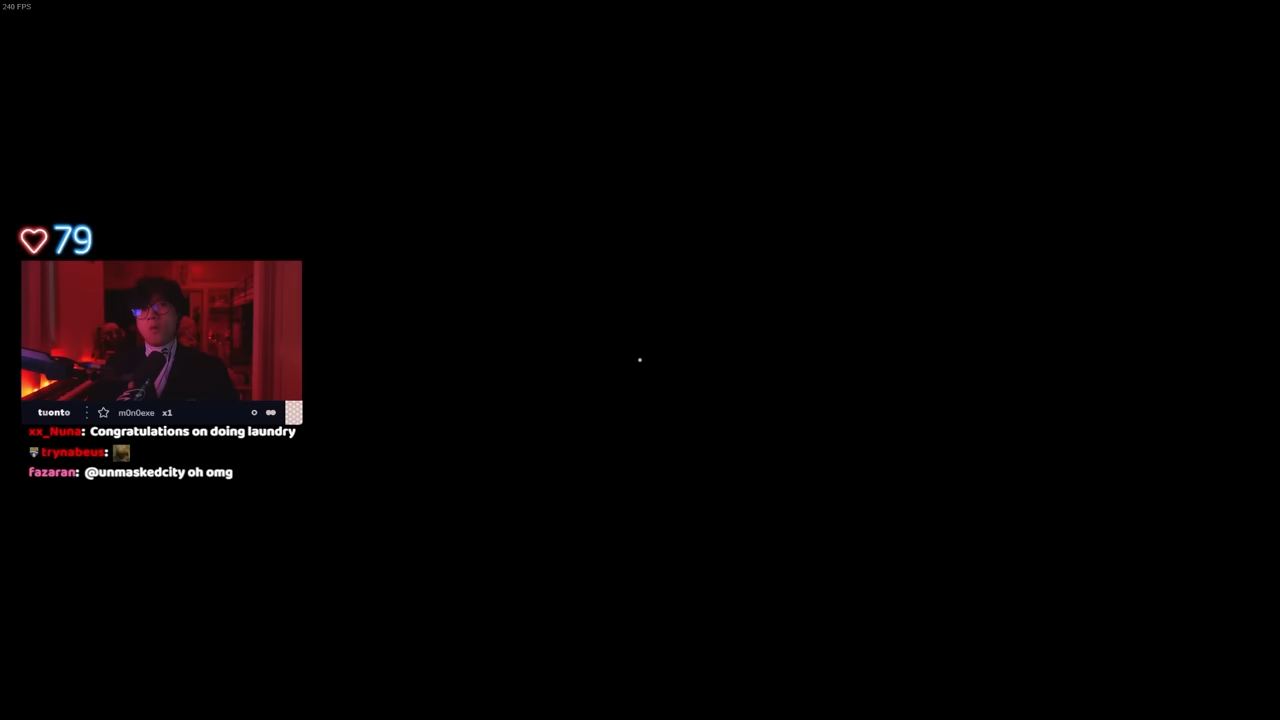 240 FPS
79
tuonto m0n0exe x1
xx_Nuna: Congratulations on doing laundry
trynabeus:
fazaran: @unmaskedcity oh omg